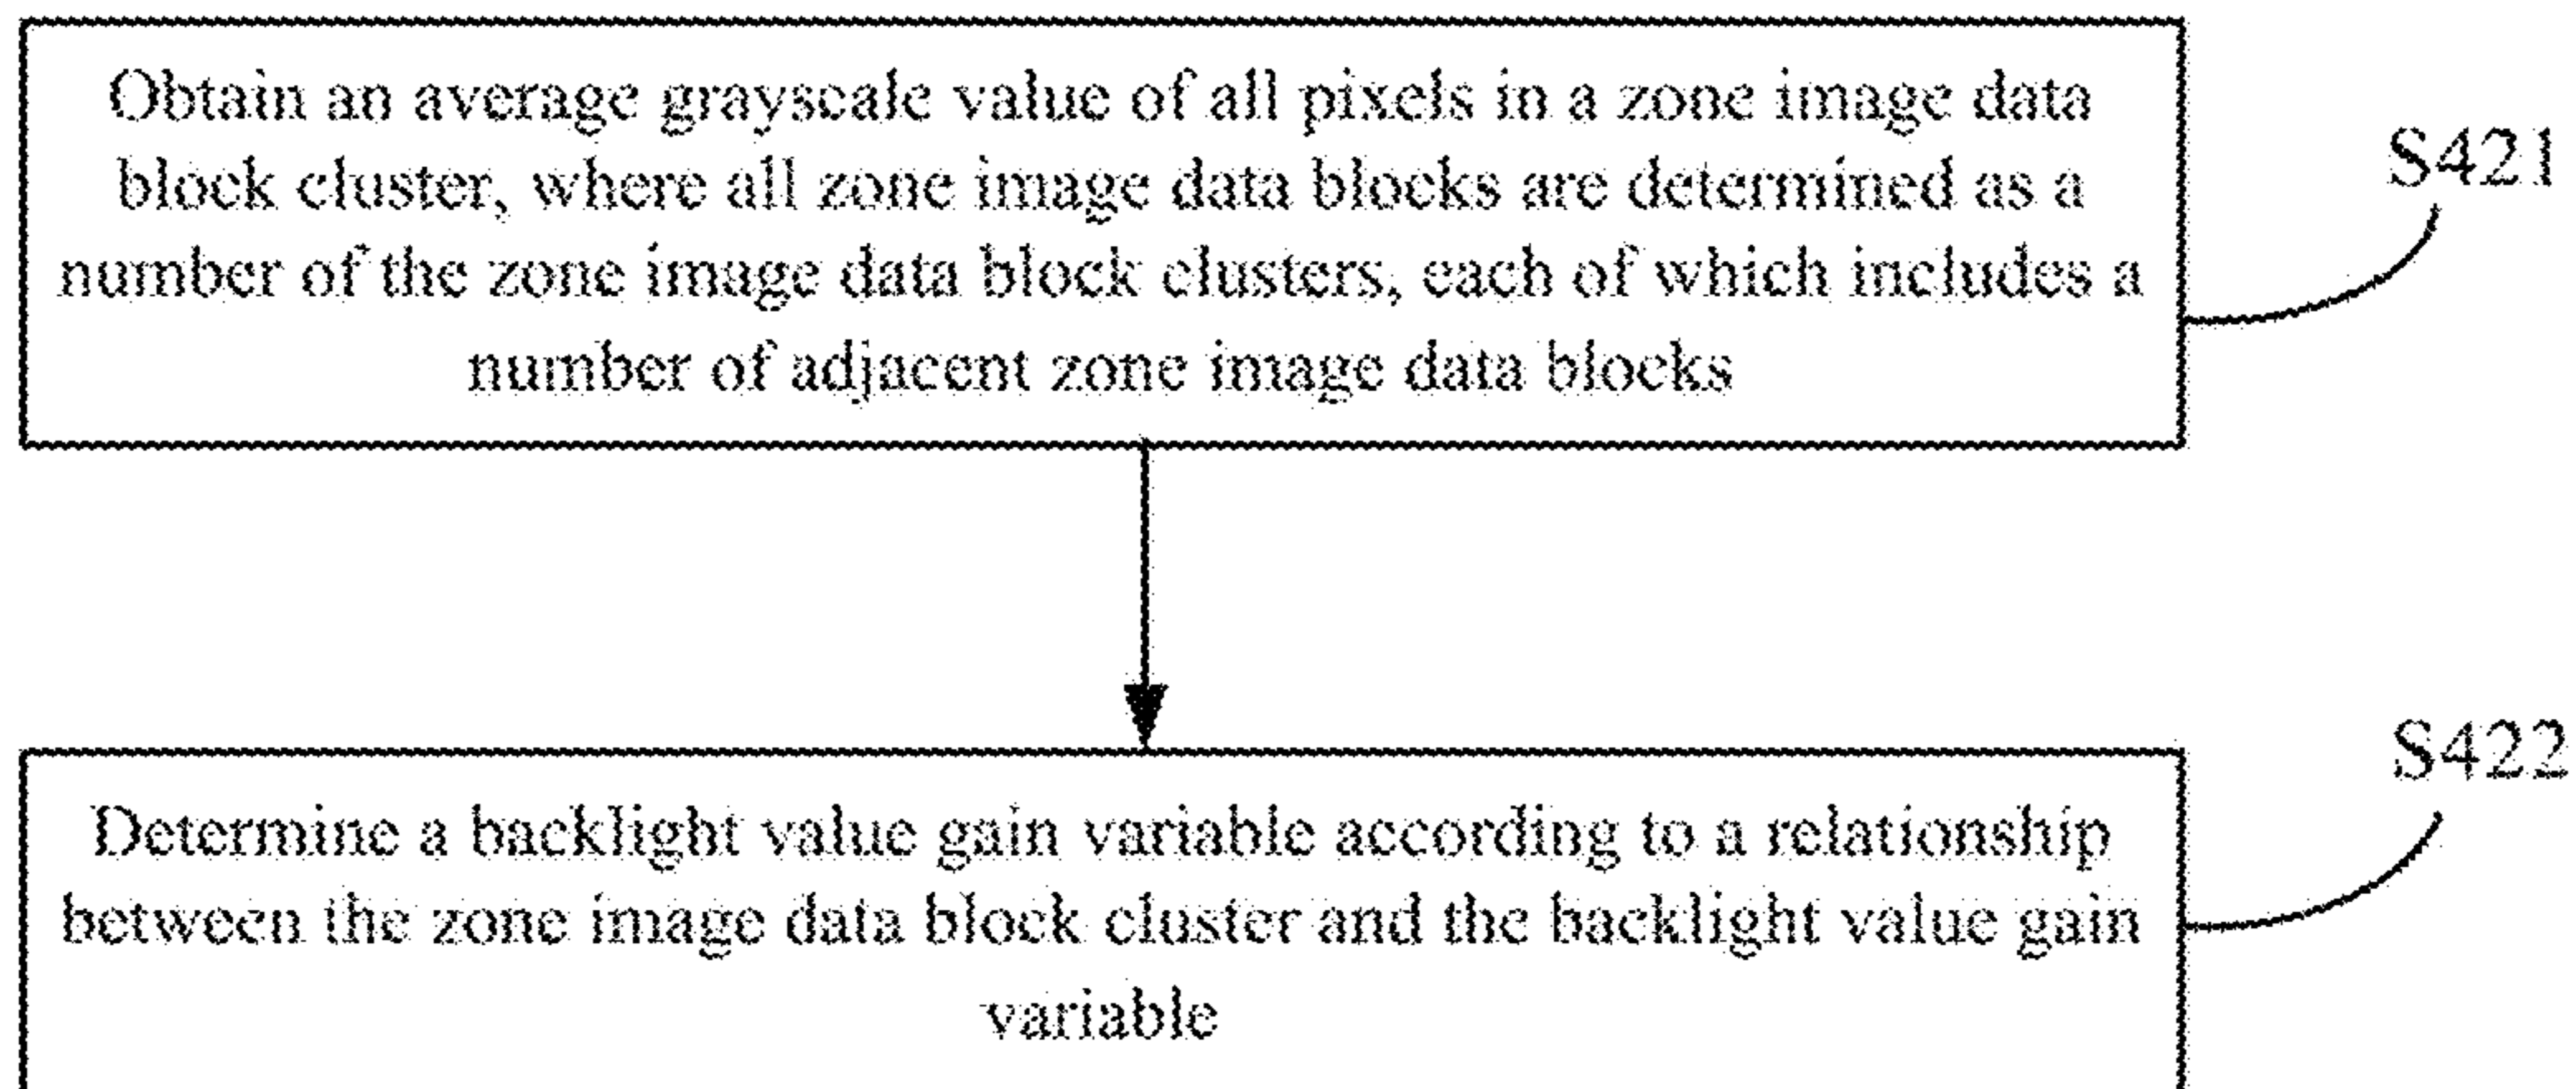 Obtain an average grayscale value of all pixels in a zone image data
block cluster, where all zone image data blocks are determined as a
number of the zone image data block clusters, each of which includes a
number of adjacent zone image data blocks
S421
Determine a backlight value gain variable according to a relationship
between the zone image data block cluster and the backlight value gain
variable
S422